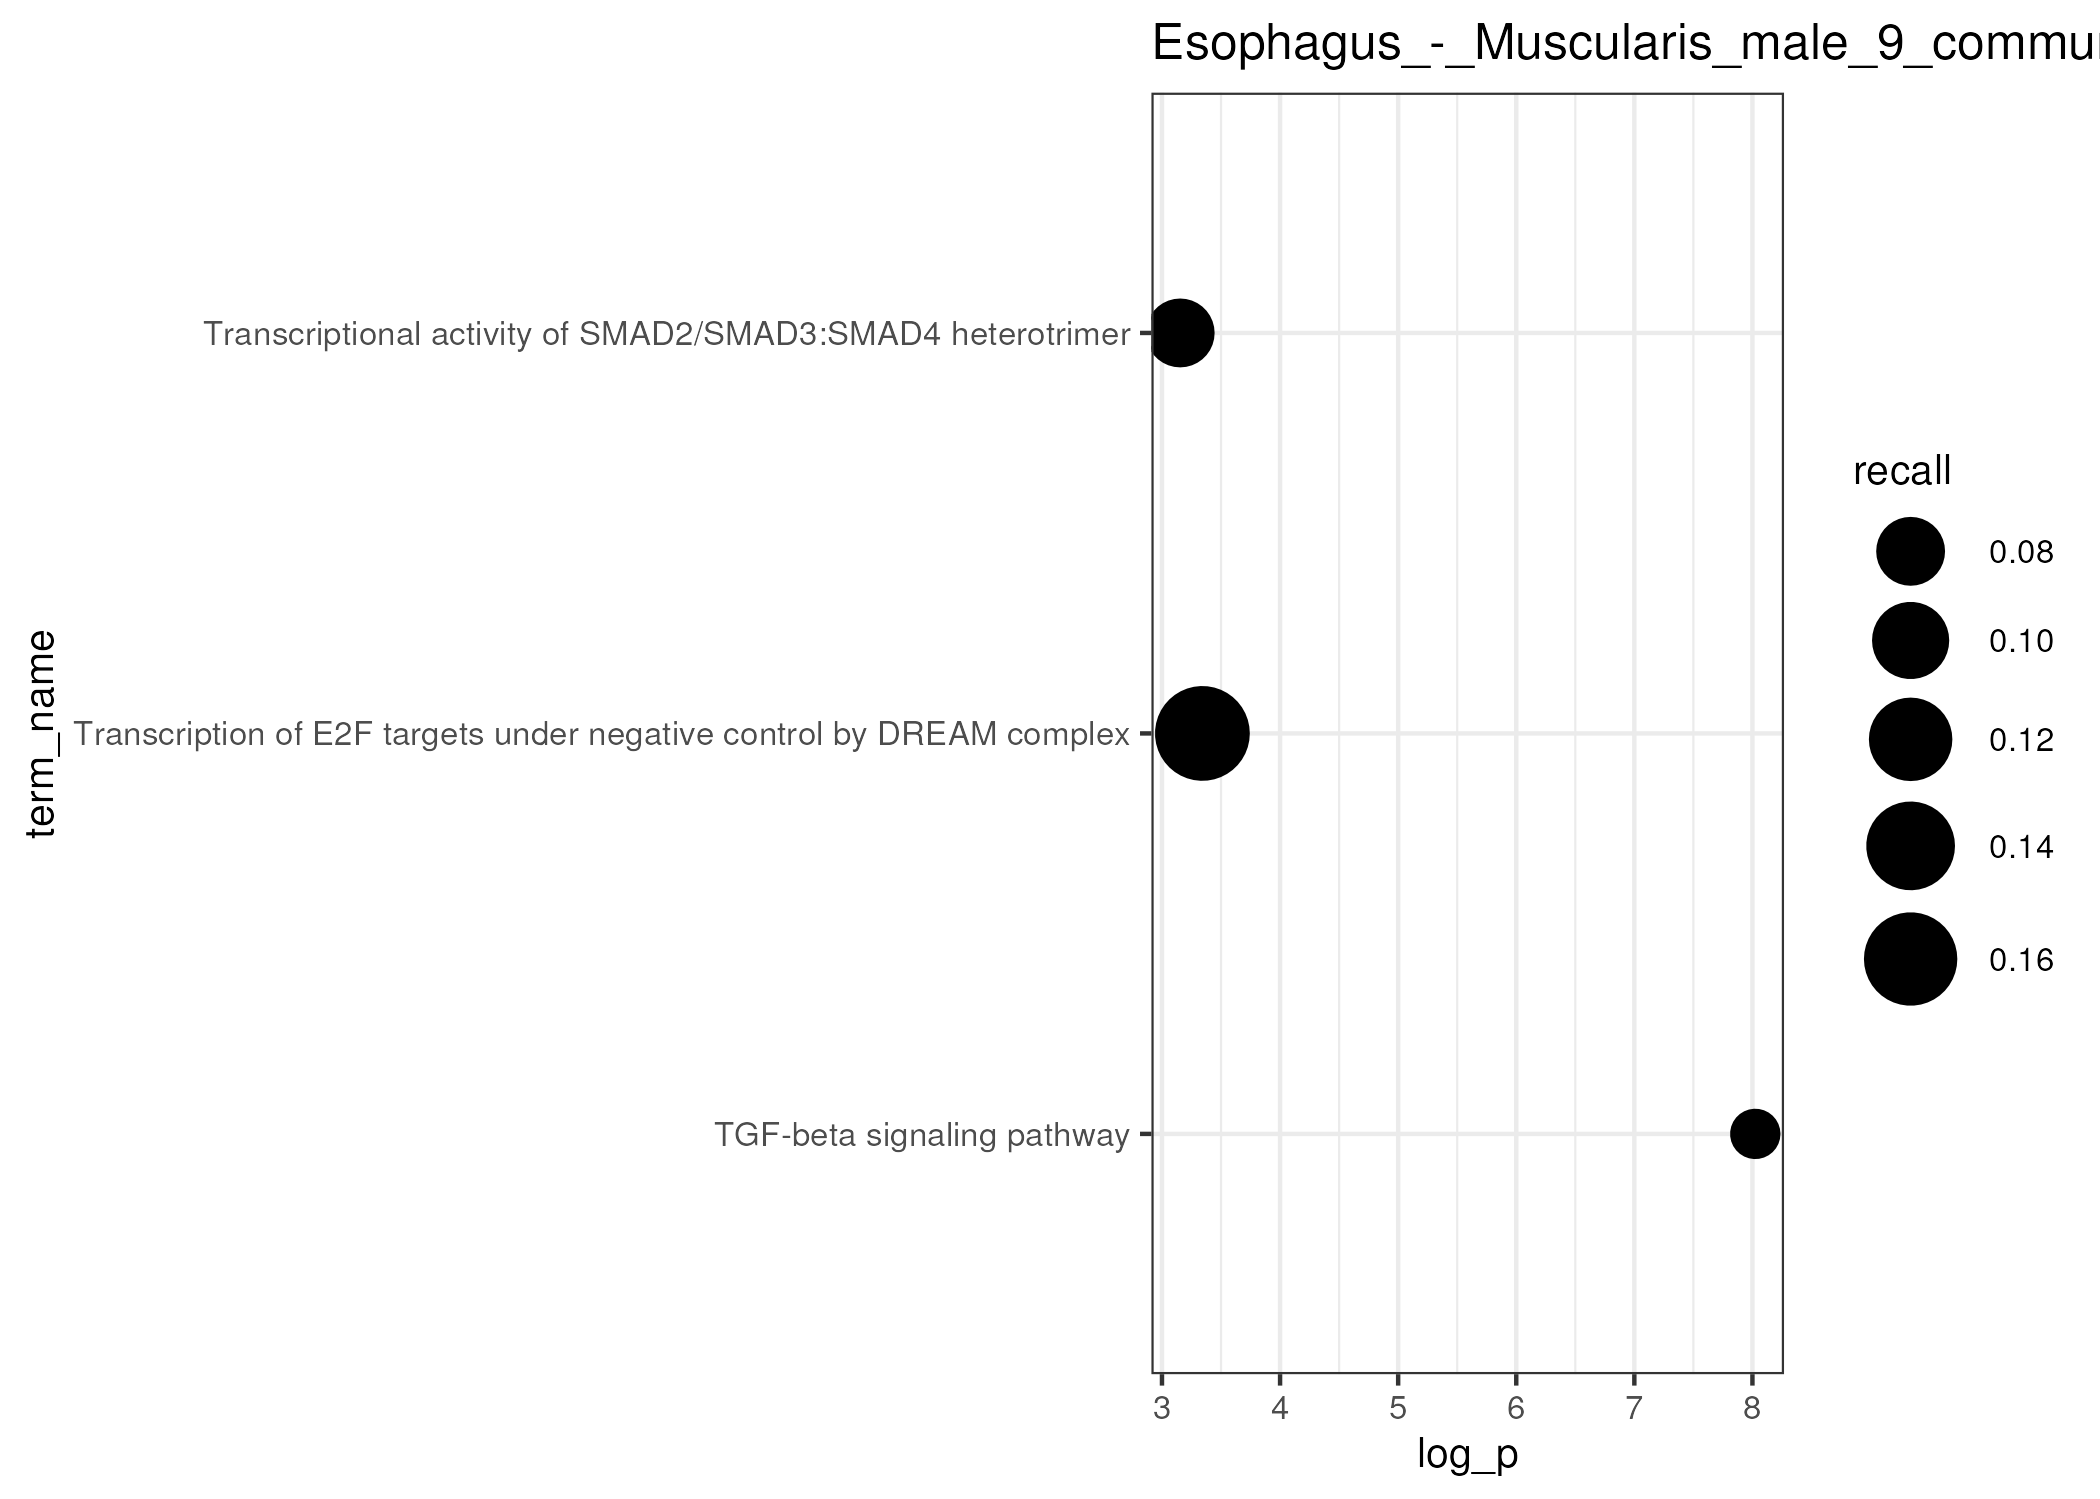 Esophagus_-_Muscularis_male_9_commu
Transcriptional activity of SMAD2/SMAD3:SMAD4 heterotrimer
Transcription of E2F targets under negative control by DREAM complex
TGF-beta signaling pathway
term_name
3 4 5 6 7 8
log_p
recall
0.08
0.10
0.12
0.14
0.16